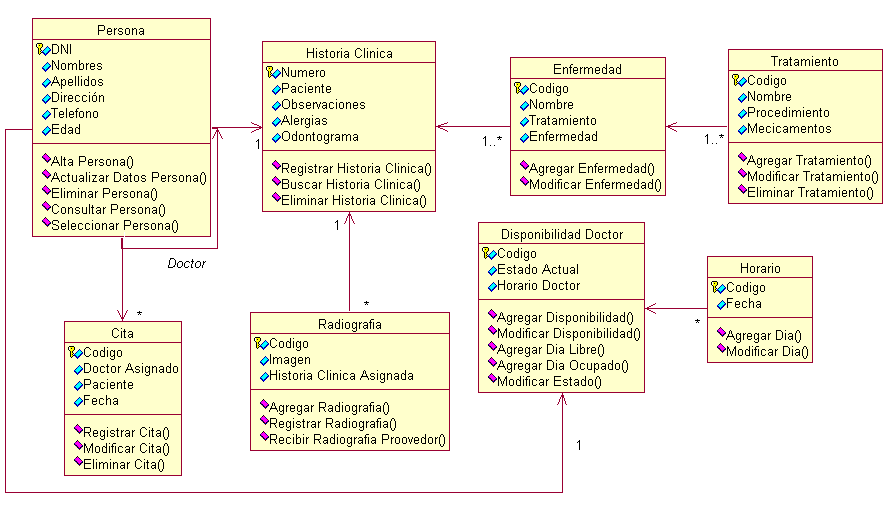 Persona
DNI
Nombres
Apellidos
Dirección
Telefono
Edad
Alta Persona()
Actualizar Datos Persona()
Eliminar Persona()
Consultar Persona()
Seleccionar Persona()
Historia Clinica
Numero
Paciente
Observaciones
Alergias
Odontograma
Registrar Historia Clinica()
Buscar Historia Clinica()
Eliminar Historia Clinica()
1
Enfermedad
Codigo
Nombre
Tratamiento
Enfermedad
Agregar Enfermedad()
Modificar Enfermedad()
1..*
Tratamiento
Codigo
Nombre
Procedimiento
Mecicamentos
Agregar Tratamiento()
Modificar Tratamiento()
Eliminar Tratamiento()
1..*
Doctor
*
Cita
Codigo
Doctor Asignado
Paciente
Fecha
Registrar Cita()
Modificar Cita()
Eliminar Cita()
1
*
Radiografia
Codigo
Imagen
Historia Clinica Asignada
Agregar Radiografia()
Registrar Radiografia()
Recibir Radiografia Proovedor()
Disponibilidad Doctor
Codigo
Estado Actual
Horario Doctor
Agregar Disponibilidad()
Modificar Disponibilidad()
Agregar Dia Libre()
Agregar Dia Ocupado()
Modificar Estado()
*
Horario
Codigo
Fecha
Agregar Dia()
Modificar Dia()
1